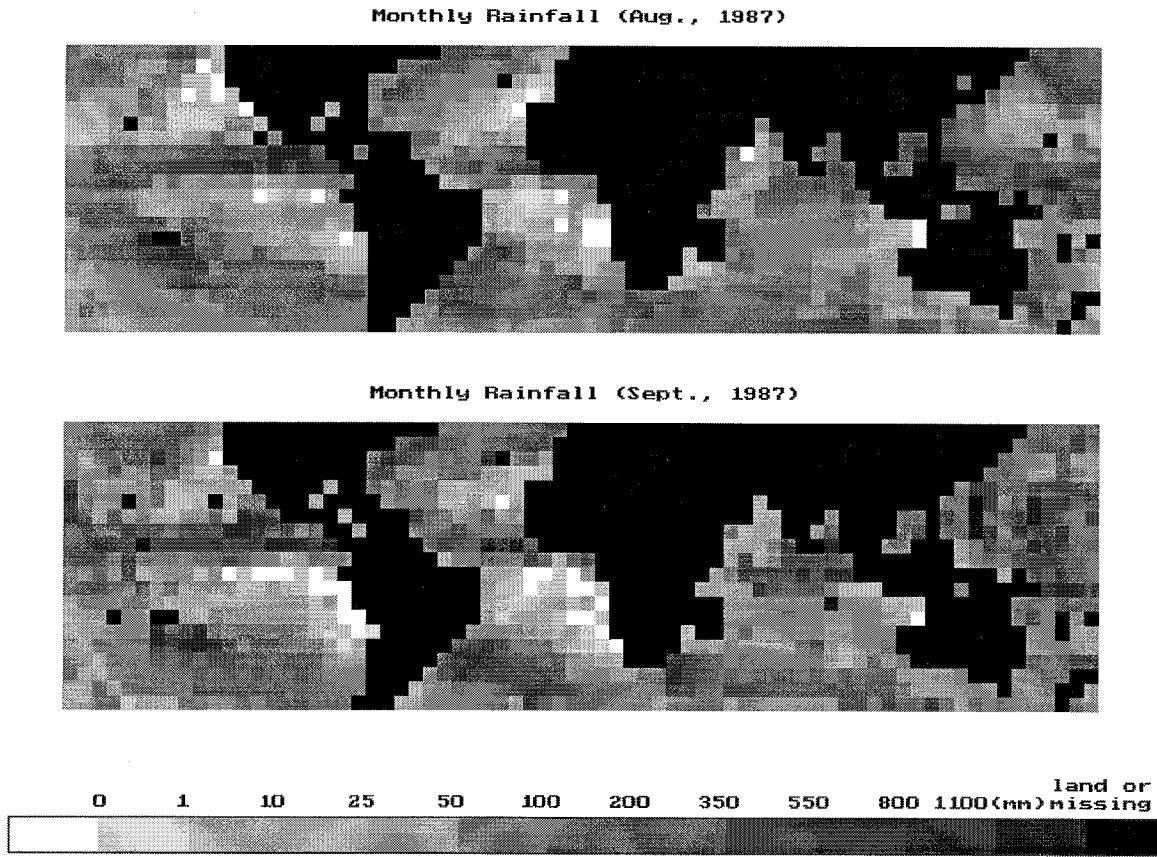 Monthly Rainfall (Aug., 1987)
Monthly Rainfall (Sept., 1987)
land or
0 1 10 25 50 100 200 350 550 800 1100(mm)missing